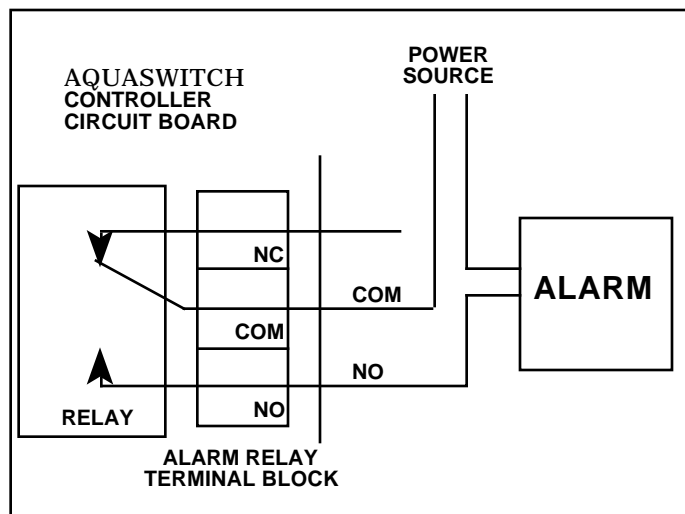 POWER
SOURCE
AQUASWITCH
CONTROLLER
CIRCUIT BOARD
NC
COM
ALARM
COM
NO
RELAY
NO
ALARM RELAY
TERMINAL BLOCK